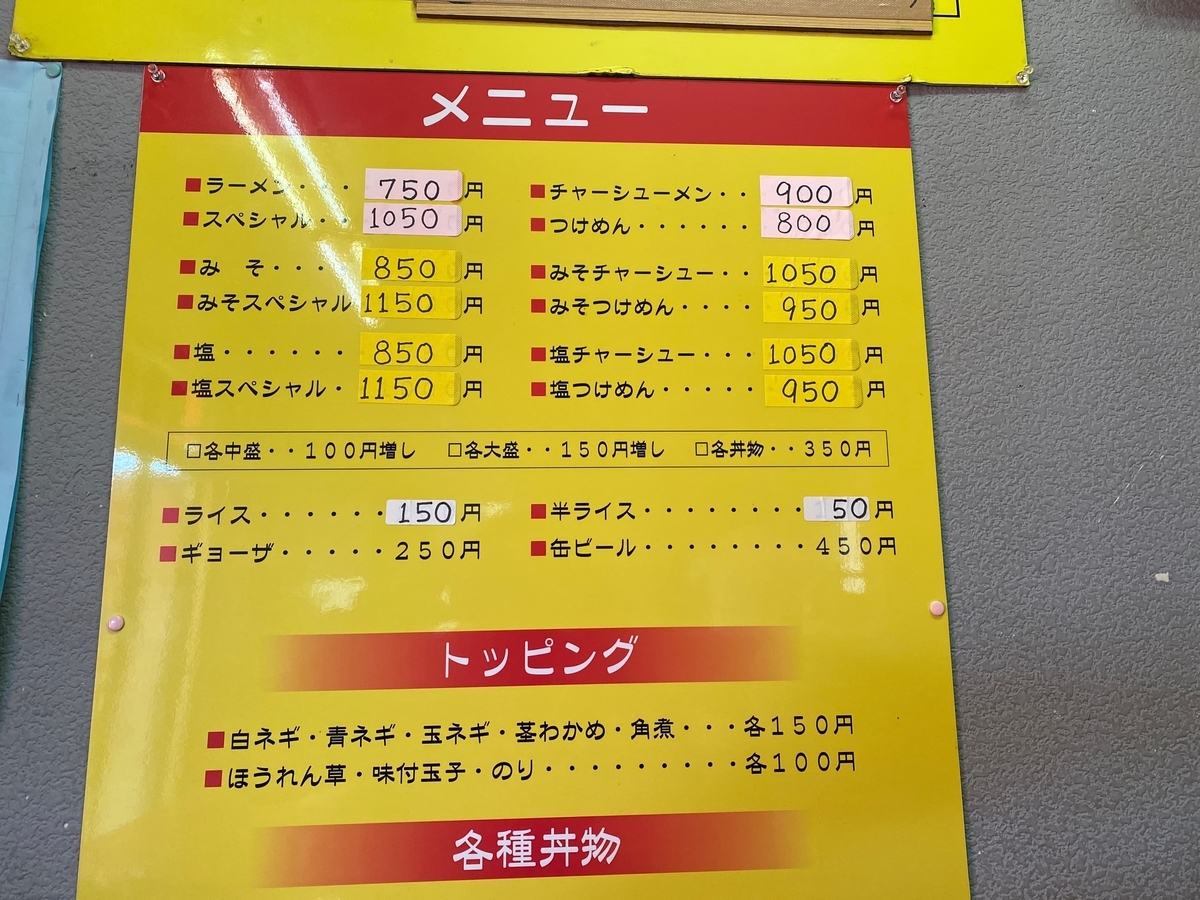 メニュー
■ラーメン・・・750円 ■チャーシューメン・・900円
■スペシャル・・1050円 ■つけめん・・・・・・800円
■み　そ・・・・850円 ■みそチャーシュー・・1050円
■みそスペシャル1150円 ■みそつけめん・・・・950円
■塩・・・・・・850円 ■塩チャーシュー・・・1050円
■塩スペシャル・1150円 ■塩つけめん・・・・・950円
□各中盛・・１００円増し □各大盛・・１５０円増し □各丼物・・３５０円
■ライス・・・・・・150円 ■半ライス・・・・・・・・50円
■ギョーザ・・・・・２５０円 ■缶ビール・・・・・・・・４５０円
トッピング
■白ネギ・青ネギ・玉ネギ・茎わかめ・角煮・・・各１５０円
■ほうれん草・味付玉子・のり・・・・・・・・・各１００円
各種丼物